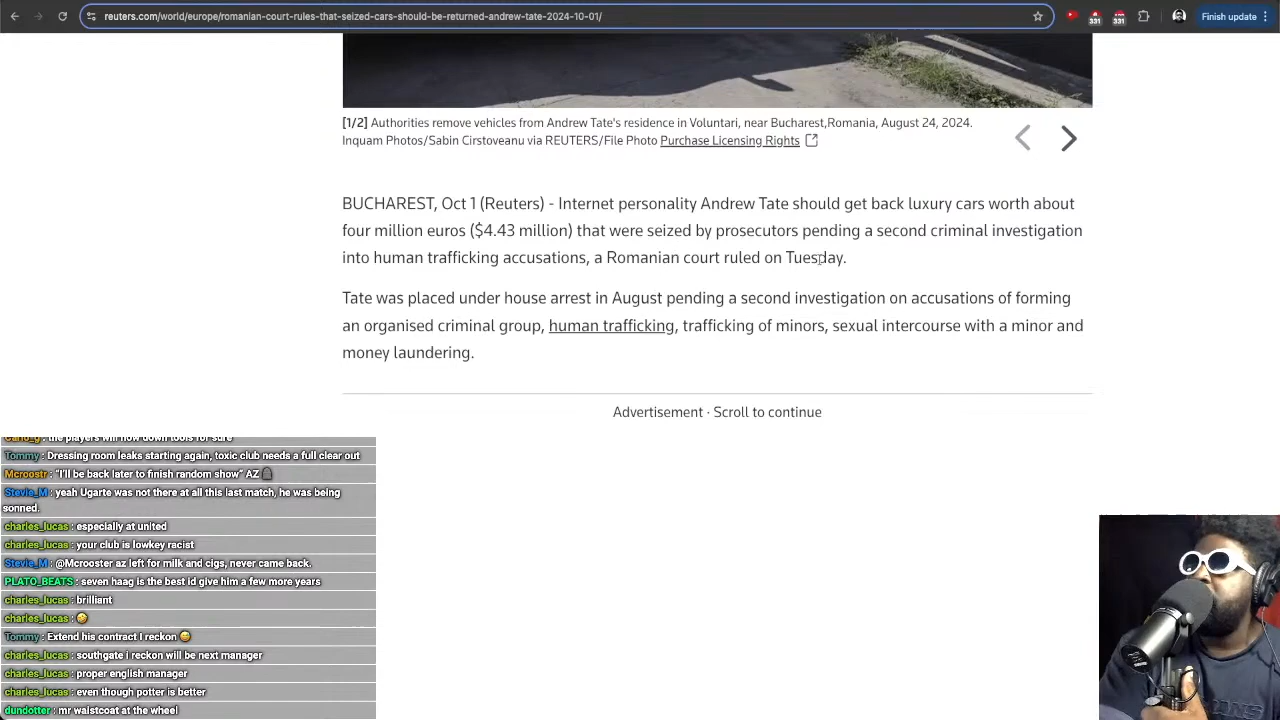 reuters.com/world/europe/romanian-court-rules-that-seized-cars-should-be-returned-andrew-tate-2024-10-01/
331
331
Finish update
[1/2] Authorities remove vehicles from Andrew Tate's residence in Voluntari, near Bucharest,Romania, August 24, 2024.
Inquam Photos/Sabin Cirstoveanu via REUTERS/File Photo Purchase Licensing Rights
BUCHAREST, Oct 1 (Reuters) - Internet personality Andrew Tate should get back luxury cars worth about
four million euros ($4.43 million) that were seized by prosecutors pending a second criminal investigation
into human trafficking accusations, a Romanian court ruled on Tuesday.
Tate was placed under house arrest in August pending a second investigation on accusations of forming
an organised criminal group, human trafficking, trafficking of minors, sexual intercourse with a minor and
money laundering.
Advertisement · Scroll to continue
Carlo_g : the players will now down tools for sure
Tommy : Dressing room leaks starting again, toxic club needs a full clear out
Mcroostr : “I’ll be back later to finish random show” AZ
Stevie_M : yeah Ugarte was not there at all this last match, he was being
sonned.
charles_lucas : especially at united
charles_lucas : your club is lowkey racist
Stevie_M : @Mcrooster az left for milk and cigs, never came back.
PLATO_BEATS : seven haag is the best id give him a few more years
charles_lucas : brilliant
charles_lucas : 🤣
Tommy : Extend his contract I reckon 😅
charles_lucas : southgate i reckon will be next manager
charles_lucas : proper english manager
charles_lucas : even though potter is better
dundotter : mr waistcoat at the wheel